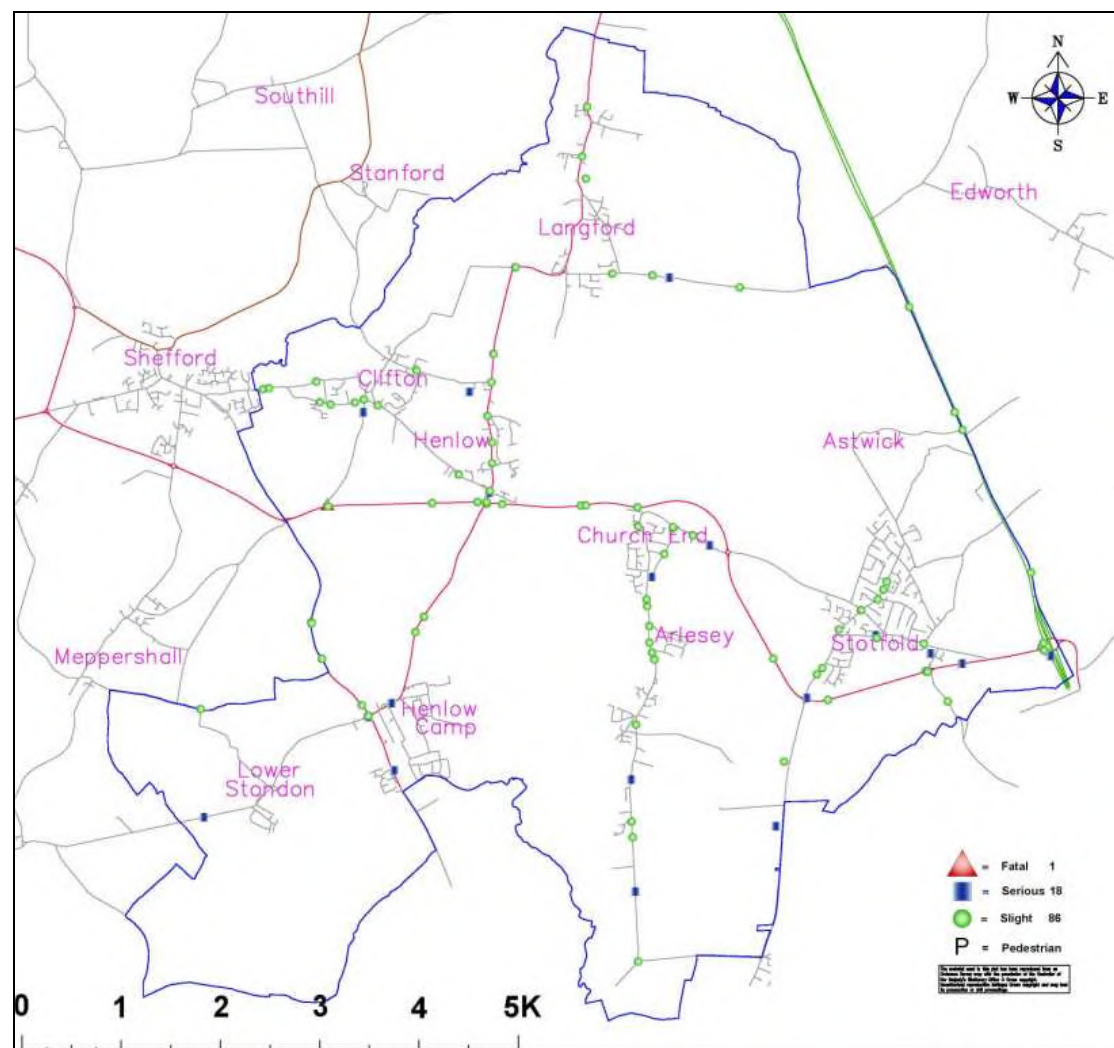 N
Southill
W E
S
Stanford
Edworth
Langford
Shefford
Clifton
Henlow
Astwick
Church End
Arlesey
Stotfold
Meppershall
Henlow
Camp
Lower
Stondon
= Fatal 1
= Serious 18
= Slight 86
P = Pedestrian
0 1 2 3 4 5K